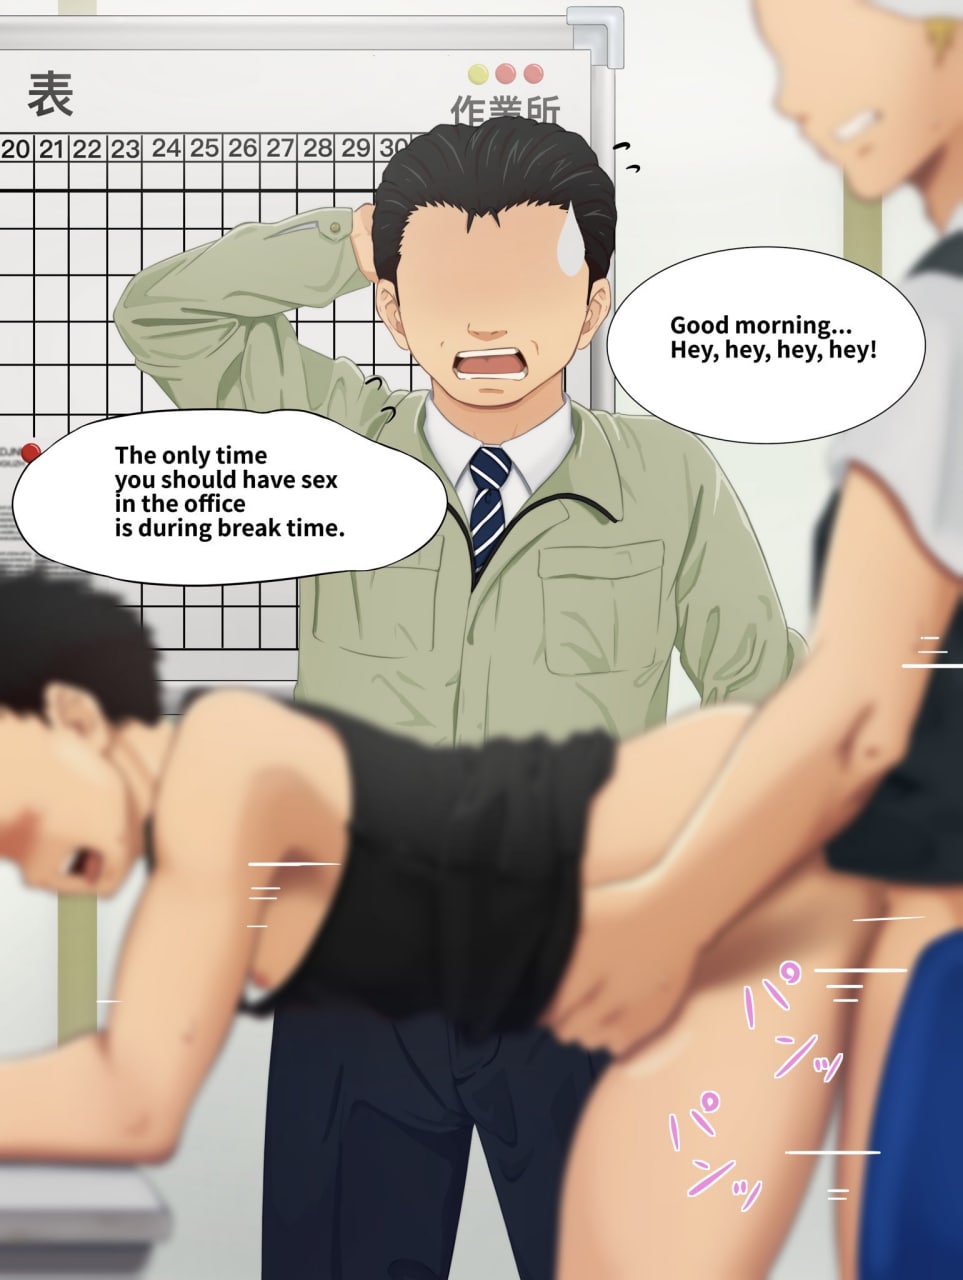 表
作業所
20 21 22 23 24 25 26 27 28 29 30
Good morning...
Hey, hey, hey, hey!
The only time
you should have sex
in the office
is during break time.
パンッ
パンッ